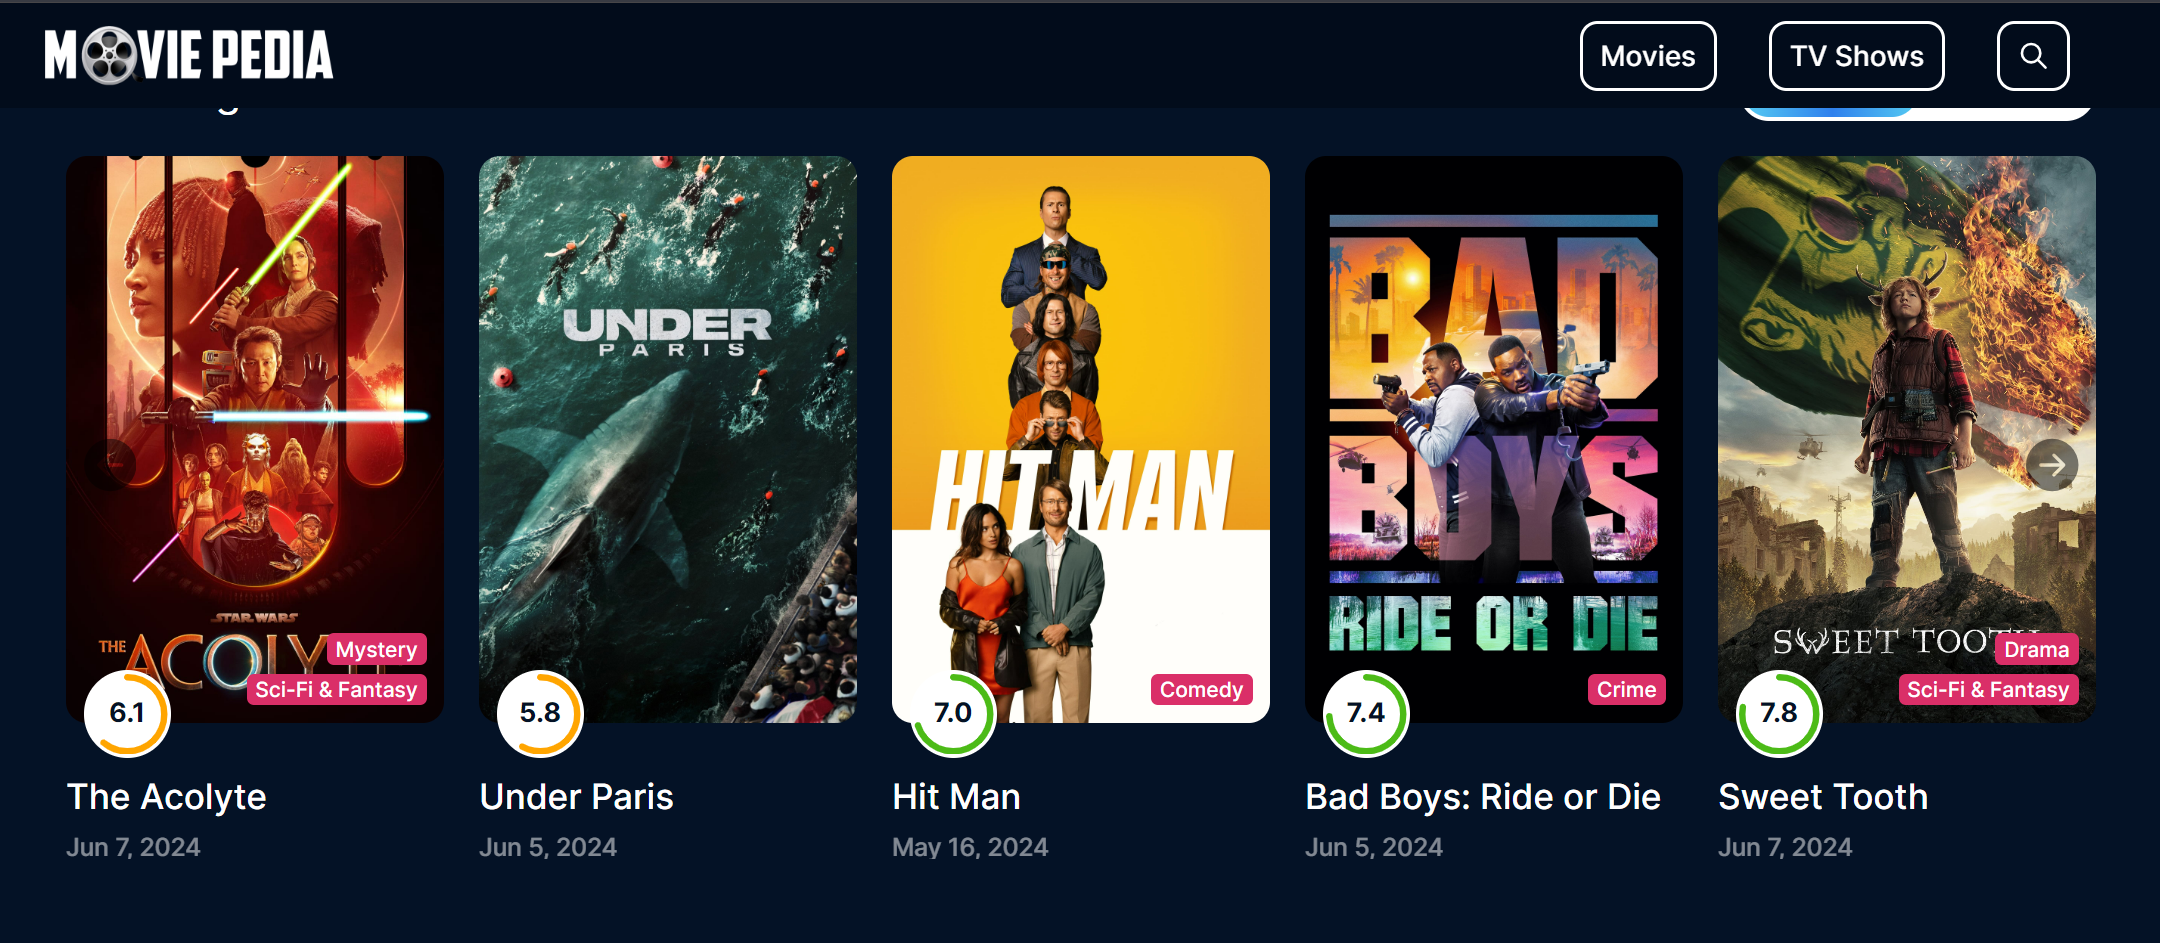 MOVIE PEDIA
Movies
TV Shows
UNDER
PARIS
HIT MAN
BAD
BOYS
RIDE OR DIE
STAR WARS
THE
Mystery
Sci-Fi & Fantasy
Comedy
Crime
SWEET
Drama
Sci-Fi & Fantasy
6.1
5.8
7.0
7.4
7.8
The Acolyte
Under Paris
Hit Man
Bad Boys: Ride or Die
Sweet Tooth
Jun 7, 2024
Jun 5, 2024
May 16, 2024
Jun 5, 2024
Jun 7, 2024